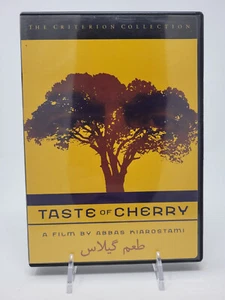 THE CRITERION COLLECTION
TASTE OF CHERRY
A FILM BY ABBAS KIAROSTAMI
طعم گیلاس